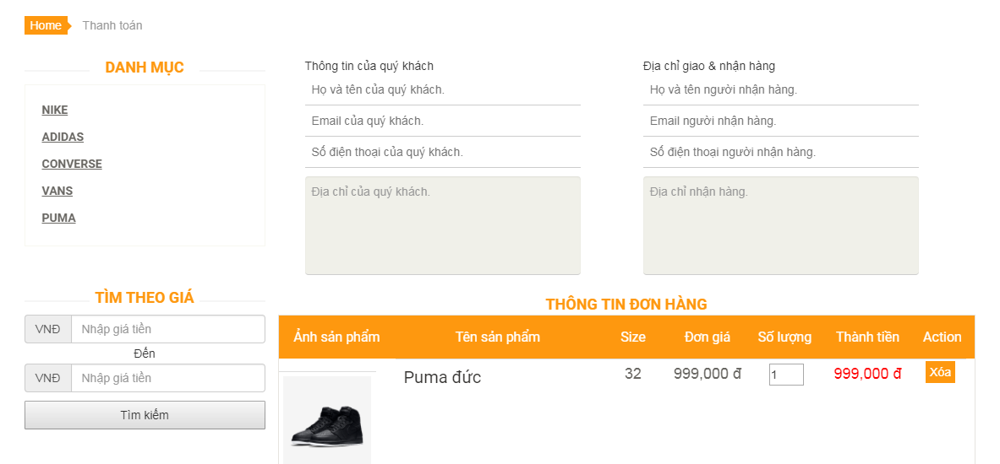 Home Thanh toán
DANH MỤC
NIKE
ADIDAS
CONVERSE
VANS
PUMA
TÌM THEO GIÁ
VNĐ Nhập giá tiền
Đến
VNĐ Nhập giá tiền
Tìm kiếm
Thông tin của quý khách
Họ và tên của quý khách.
Email của quý khách.
Số điện thoại của quý khách.
Địa chỉ của quý khách.
Địa chỉ giao & nhận hàng
Họ và tên người nhận hàng.
Email người nhận hàng.
Số điện thoại người nhận hàng.
Địa chỉ nhận hàng.
THÔNG TIN ĐƠN HÀNG
Ảnh sản phẩm Tên sản phẩm Size Đơn giá Số lượng Thành tiền Action
Puma đức 32 999,000 đ 1 999,000 đ Xóa